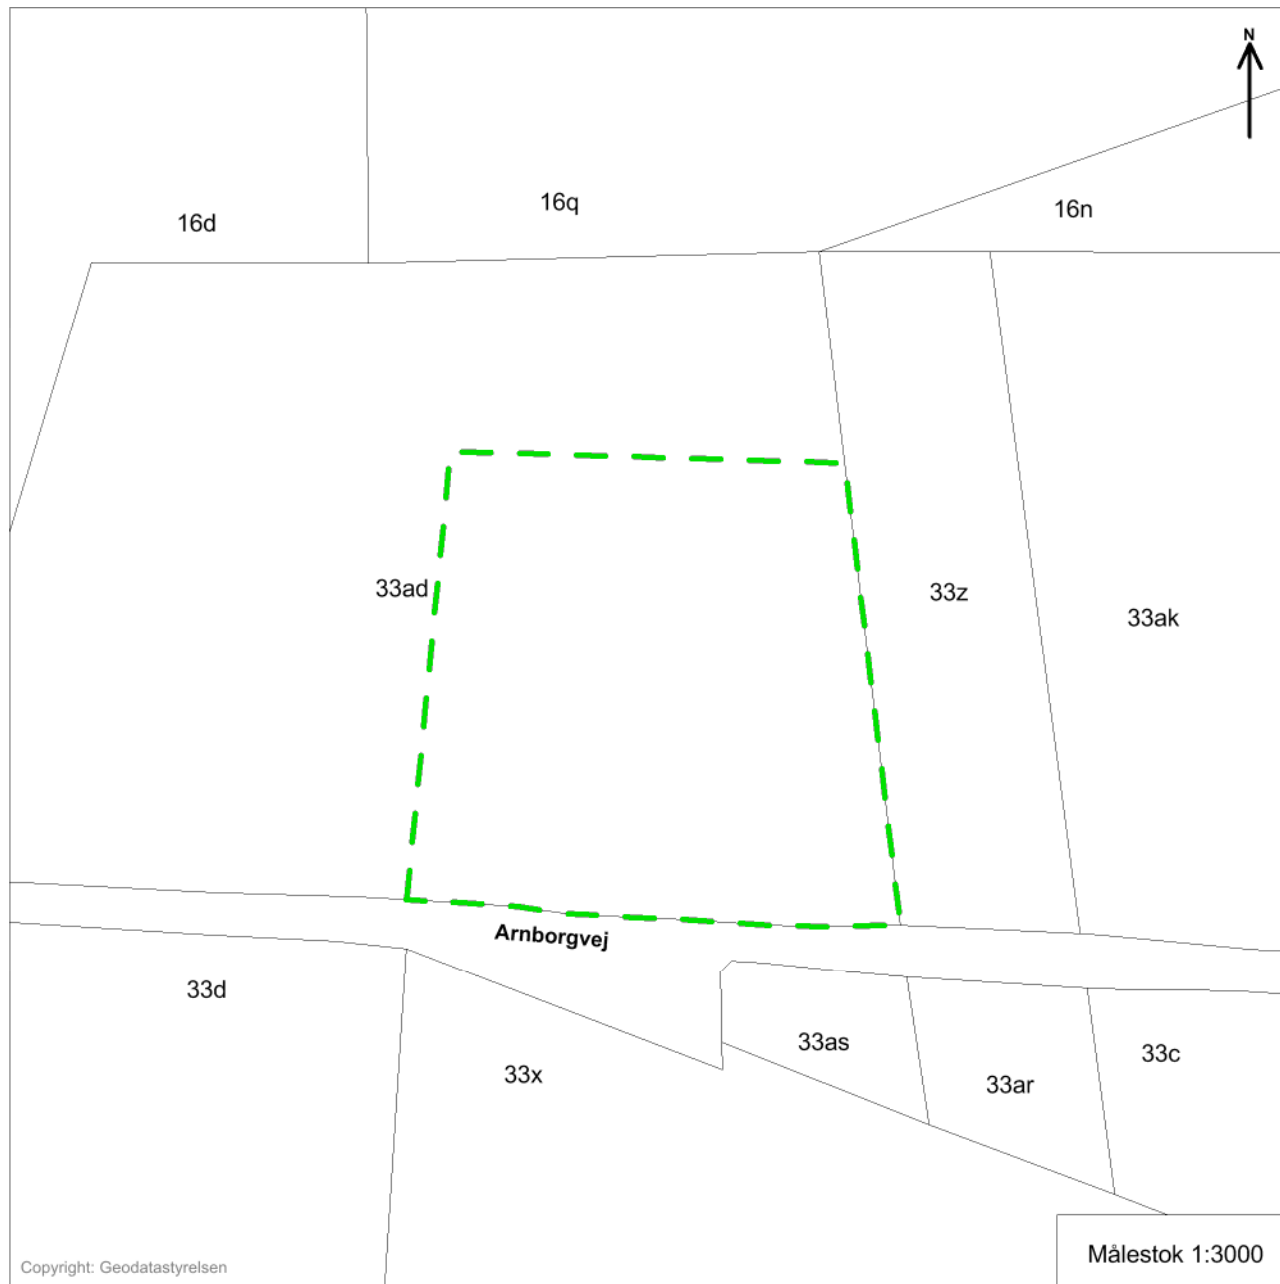 N
16d
16q
16n
33ad
33z
33ak
Arnborgvej
33d
33x
33as
33ar
33c
Målestok 1:3000
Copyright: Geodatastyrelsen